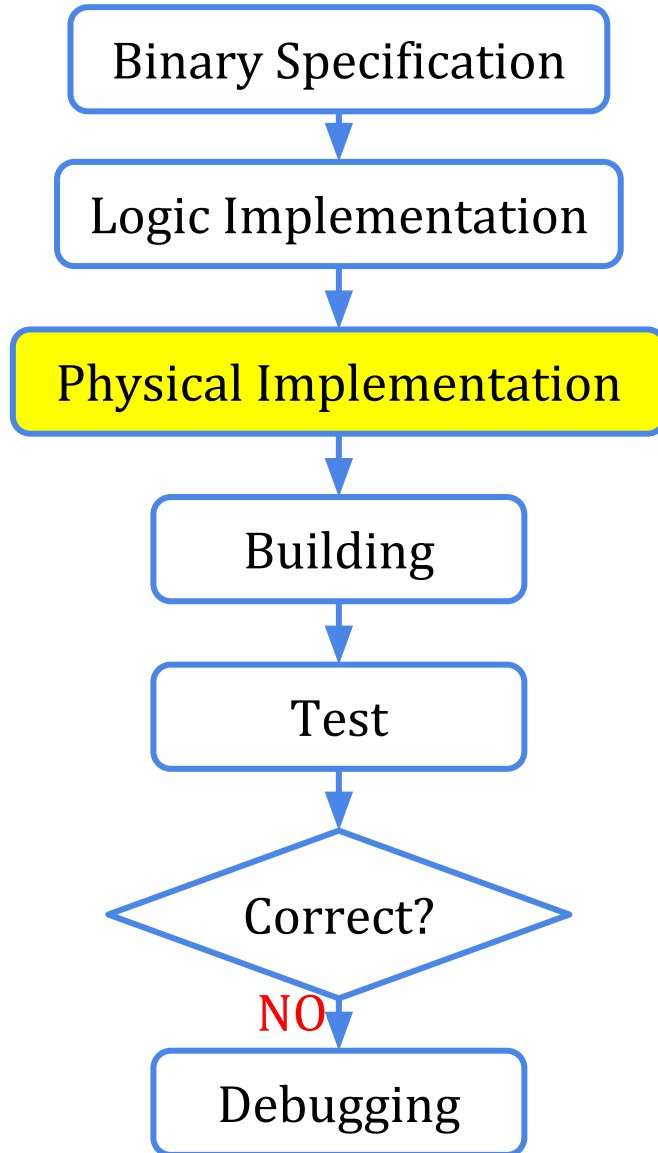 Binary Specification
Logic Implementation
Physical Implementation
Building
Test
Correct?
NO
Debugging